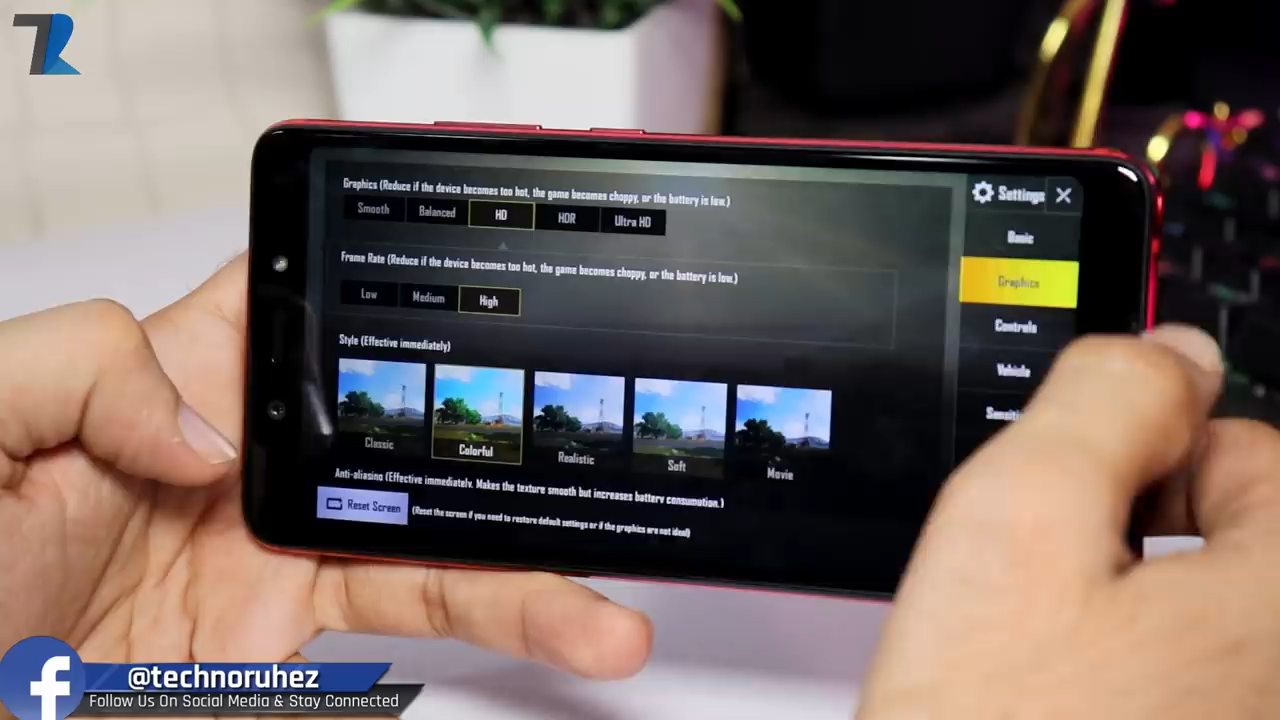 Graphics (Reduce if the device becomes too hot, the game becomes choppy, or the battery is low.)
Smooth Balanced HD HDR Ultra HD
Frame Rate (Reduce if the device becomes too hot, the game becomes choppy, or the battery is low.)
Low Medium High
Style (Effective immediately)
Classic Colorful Realistic Soft Movie
Anti-aliasing (Effective immediately. Makes the texture smooth but increases battery consumption.)
Reset Screen (Reset the screen if you need to restore default settings or if the graphics are not ideal)
Settings
Basic
Graphics
Controls
Vehicle
@technoruhez
Follow Us On Social Media & Stay Connected